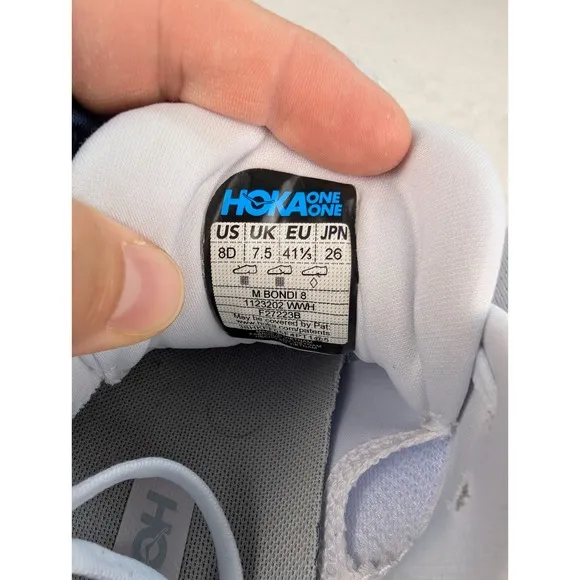 HOKA ONE ONE
US UK EU JPN
8D 7.5 41⅓ 26
M BONDI 8
1123202 WWH
F27223B
May be covered by Pat.
HO